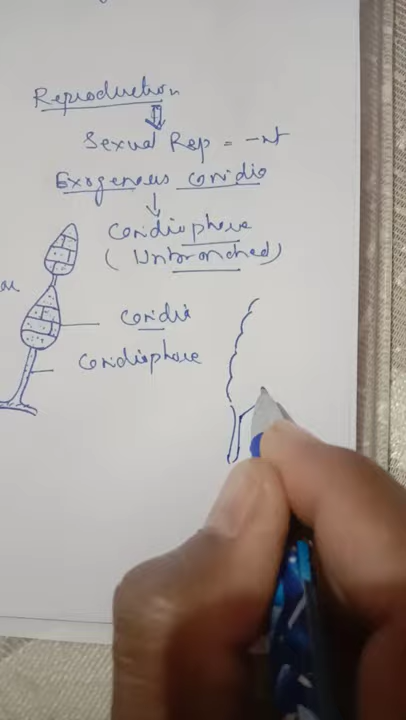 Reproduction
Sexual Rep = -nt
Exogenous conidia
Conidiophore
(Unbranched)
conidia
Conidiophore